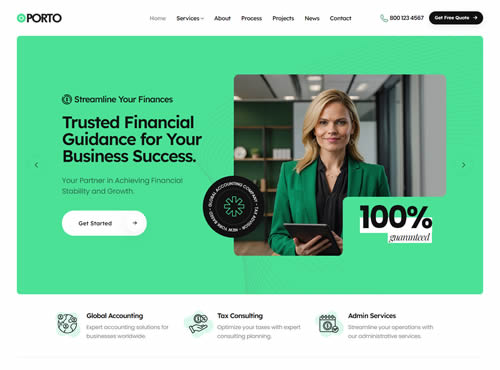 PORTO
Home Services About Process Projects News Contact
800 123 4567
Get Free Quote
Streamline Your Finances
Trusted Financial
Guidance for Your
Business Success.
Your Partner in Achieving Financial
Stability and Growth.
Get Started
GLOBAL ACCOUNTING COMPANY • TAX ADVISOR • NEW YORK BASED •
100%
guaranteed
Global Accounting
Expert accounting solutions for
businesses worldwide.
Tax Consulting
Optimize your taxes with expert
consulting planning.
Admin Services
Streamline your operations with
our administrative services.